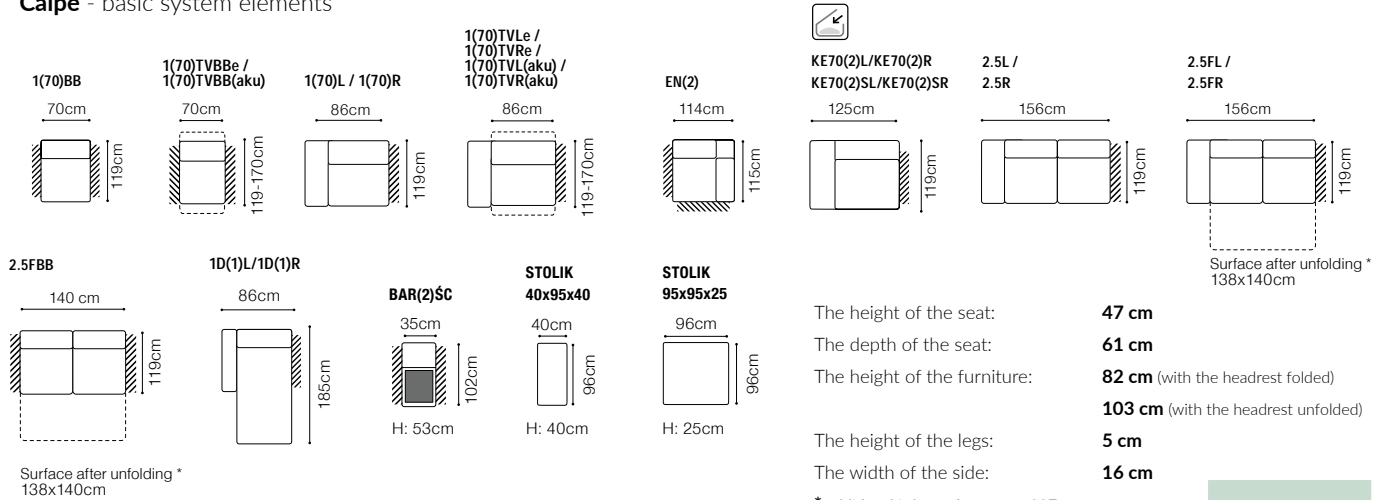 Calpe - basic system elements
1(70)BB
70cm
119cm
1(70)TVBBe /
1(70)TVBB(aku)
70cm
119-170cm
1(70)L / 1(70)R
86cm
119cm
1(70)TVLe /
1(70)TVRe /
1(70)TVL(aku) /
1(70)TVR(aku)
86cm
119-170cm
EN(2)
114cm
115cm
KE70(2)L/KE70(2)R
KE70(2)SL/KE70(2)SR
125cm
119cm
2.5L /
2.5R
156cm
119cm
2.5FL /
2.5FR
156cm
119cm
Surface after unfolding *
138x140cm
2.5FBB
140 cm
119cm
Surface after unfolding *
138x140cm
1D(1)L/1D(1)R
86cm
185cm
BAR(2)ŚC
35cm
102cm
H: 53cm
STOLIK
40x95x40
40cm
96cm
H: 40cm
STOLIK
95x95x25
96cm
96cm
H: 25cm
The height of the seat: 47 cm
The depth of the seat: 61 cm
The height of the furniture: 82 cm (with the headrest folded)
103 cm (with the headrest unfolded)
The height of the legs: 5 cm
The width of the side: 16 cm
*